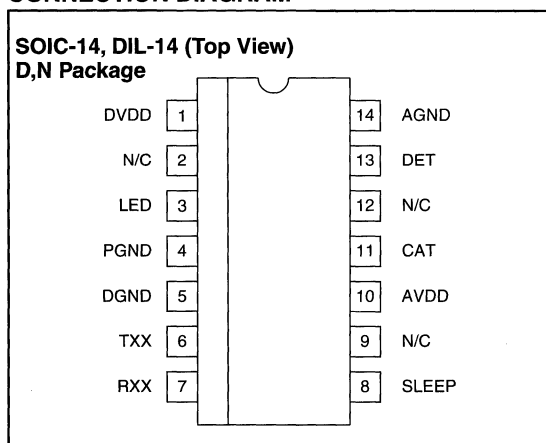 CONNECTION DIAGRAM
SOIC-14, DIL-14 (Top View)
D,N Package
DVDD 1 14 AGND
N/C 2 13 DET
LED 3 12 N/C
PGND 4 11 CAT
DGND 5 10 AVDD
TXX 6 9 N/C
RXX 7 8 SLEEP